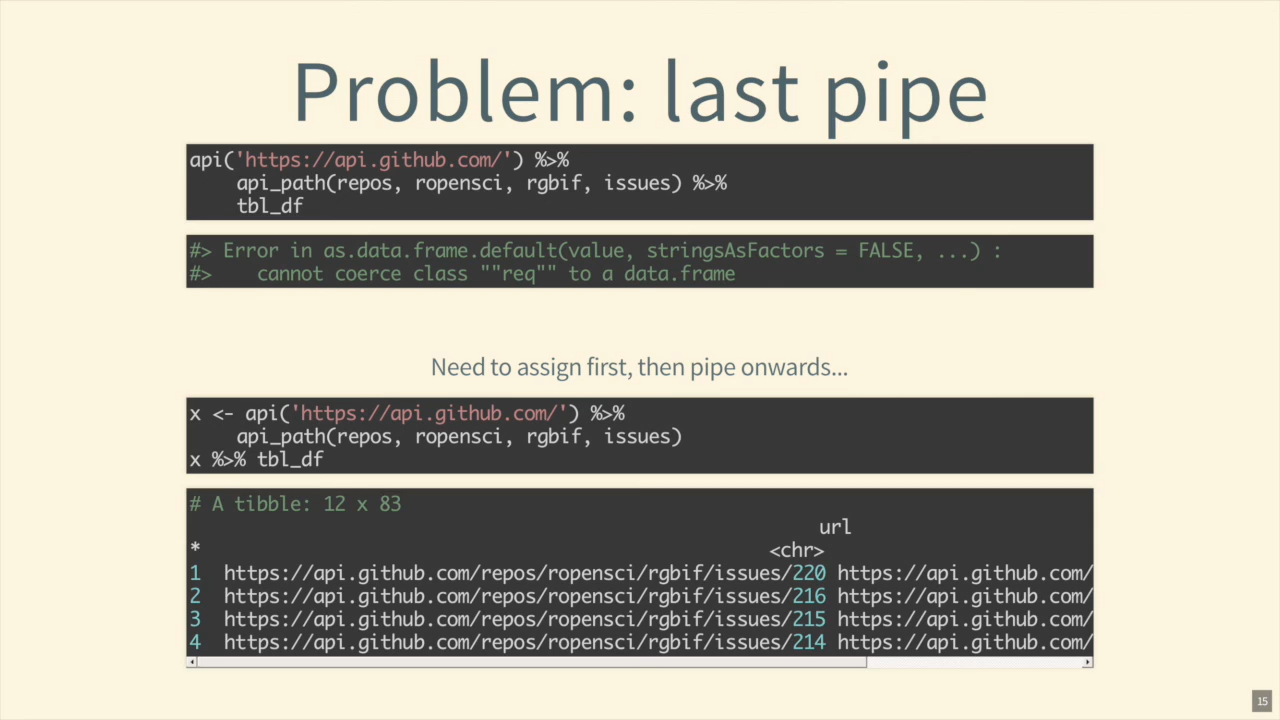 Problem: last pipe
api('https://api.github.com/') %>%
    api_path(repos, ropensci, rgbif, issues) %>%
    tbl_df
#> Error in as.data.frame.default(value, stringsAsFactors = FALSE, ...) :
#>    cannot coerce class ""req"" to a data.frame
Need to assign first, then pipe onwards...
x <- api('https://api.github.com/') %>%
    api_path(repos, ropensci, rgbif, issues)
x %>% tbl_df
# A tibble: 12 x 83
url
*                                                   <chr>
1  https://api.github.com/repos/ropensci/rgbif/issues/220 https://api.github.com/
2  https://api.github.com/repos/ropensci/rgbif/issues/216 https://api.github.com/
3  https://api.github.com/repos/ropensci/rgbif/issues/215 https://api.github.com/
4  https://api.github.com/repos/ropensci/rgbif/issues/214 https://api.github.com/
15